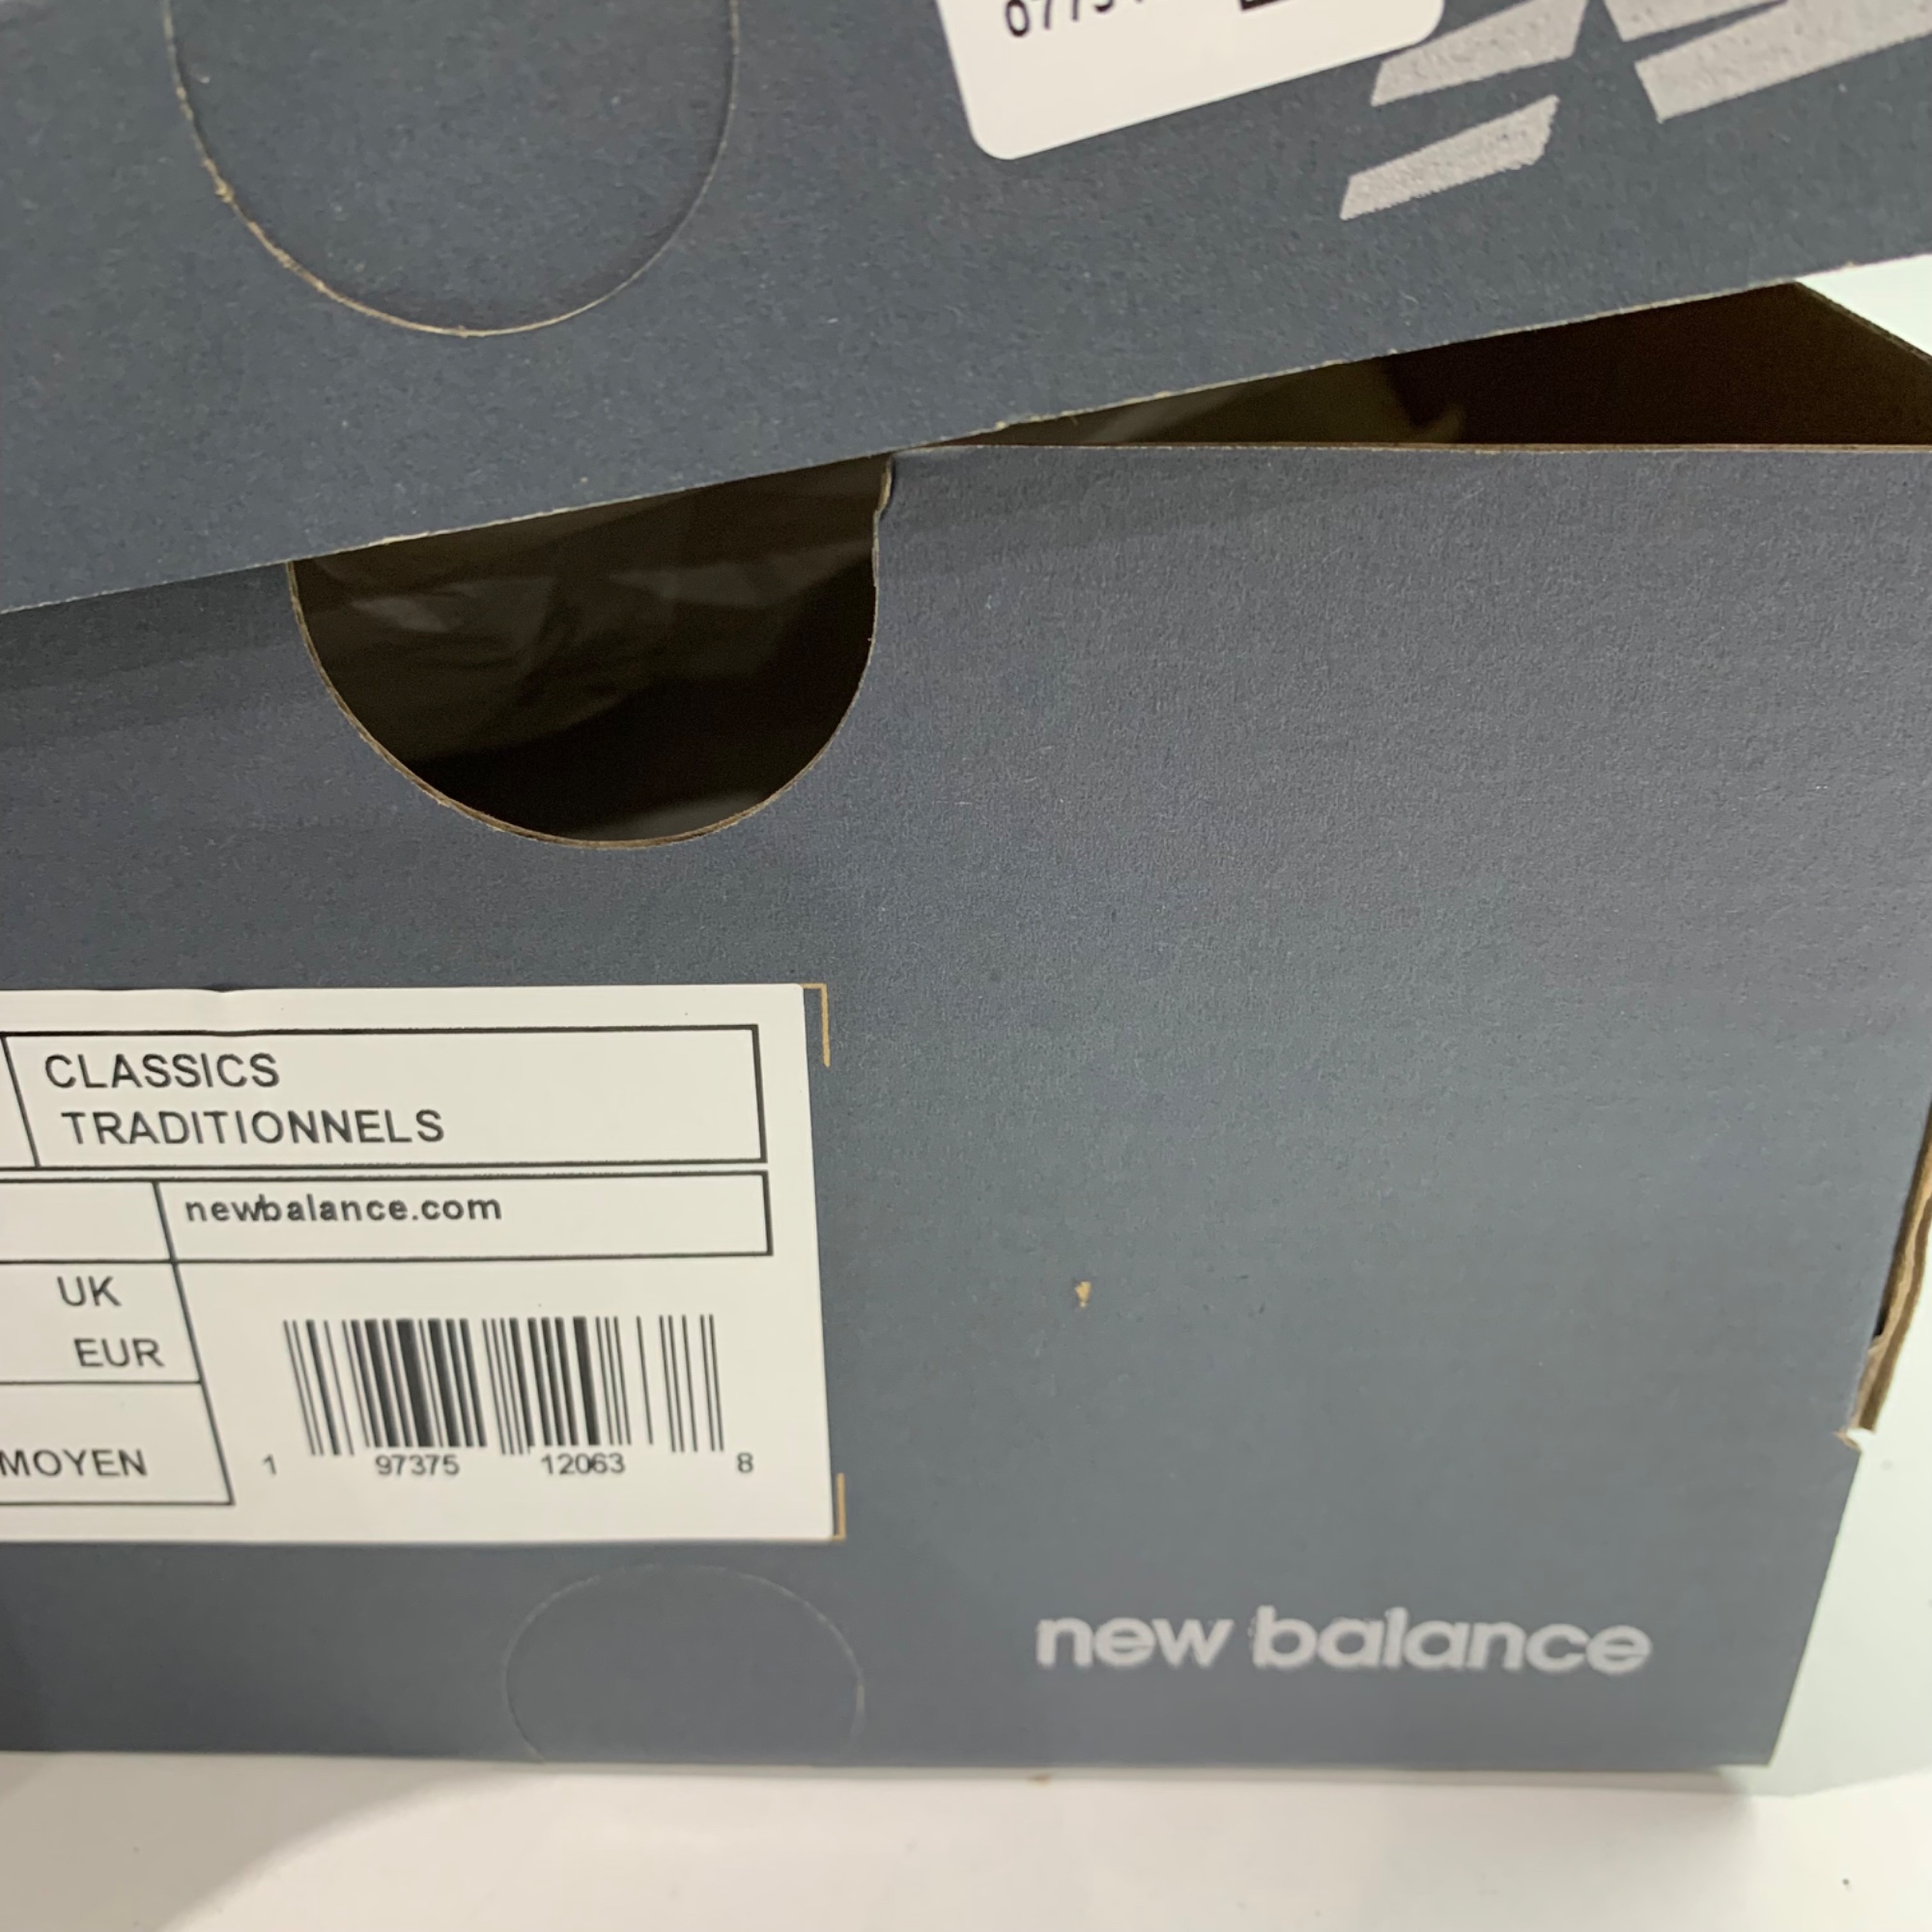 CLASSICS
TRADITIONNELS
newbalance.com
UK
EUR
MOYEN
1 97375 12063 8
new balance